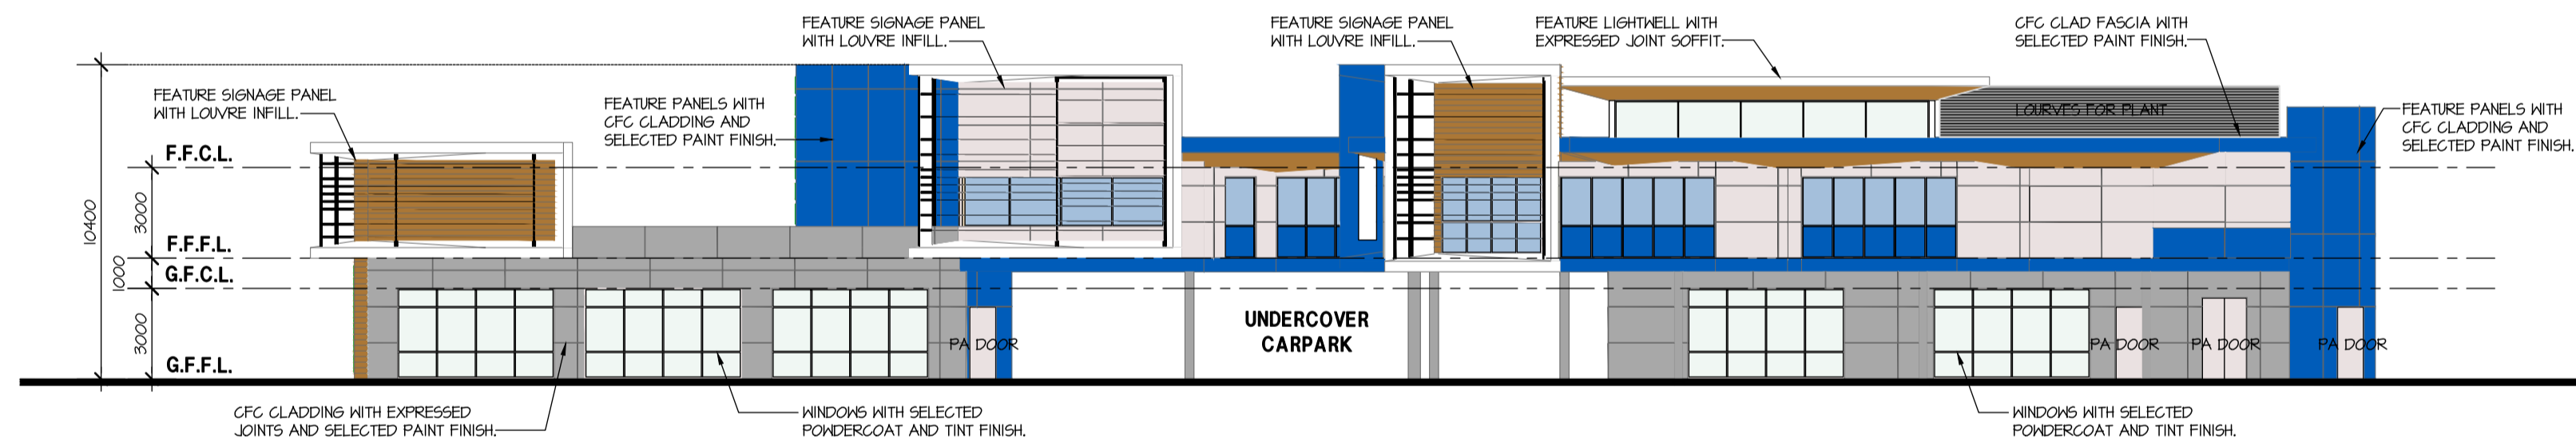 FEATURE SIGNAGE PANEL
WITH LOUVRE INFILL.
FEATURE SIGNAGE PANEL
WITH LOUVRE INFILL.
FEATURE LIGHTWELL WITH
EXPRESSED JOINT SOFFIT.
CFC CLAD FASCIA WITH
SELECTED PAINT FINISH.
FEATURE SIGNAGE PANEL
WITH LOUVRE INFILL.
FEATURE PANELS WITH
CFC CLADDING AND
SELECTED PAINT FINISH.
LOURVES FOR PLANT
FEATURE PANELS WITH
CFC CLADDING AND
SELECTED PAINT FINISH.
F.F.C.L.
10400
3000
F.F.F.L.
1000
G.F.C.L.
3000
G.F.F.L.
UNDERCOVER
CARPARK
PA DOOR
PA DOOR
PA DOOR
PA DOOR
CFC CLADDING WITH EXPRESSED
JOINTS AND SELECTED PAINT FINISH.
WINDOWS WITH SELECTED
POWDERCOAT AND TINT FINISH.
WINDOWS WITH SELECTED
POWDERCOAT AND TINT FINISH.